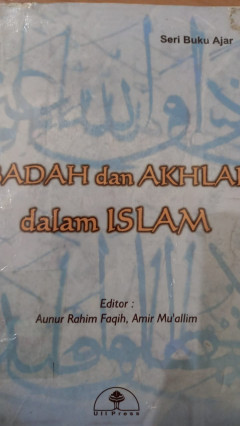 Seri Buku Ajar
BADAH dan AKHLAK
dalam ISLAM
Editor :
Aunur Rahim Faqih, Amir Mu'allim
UII Press